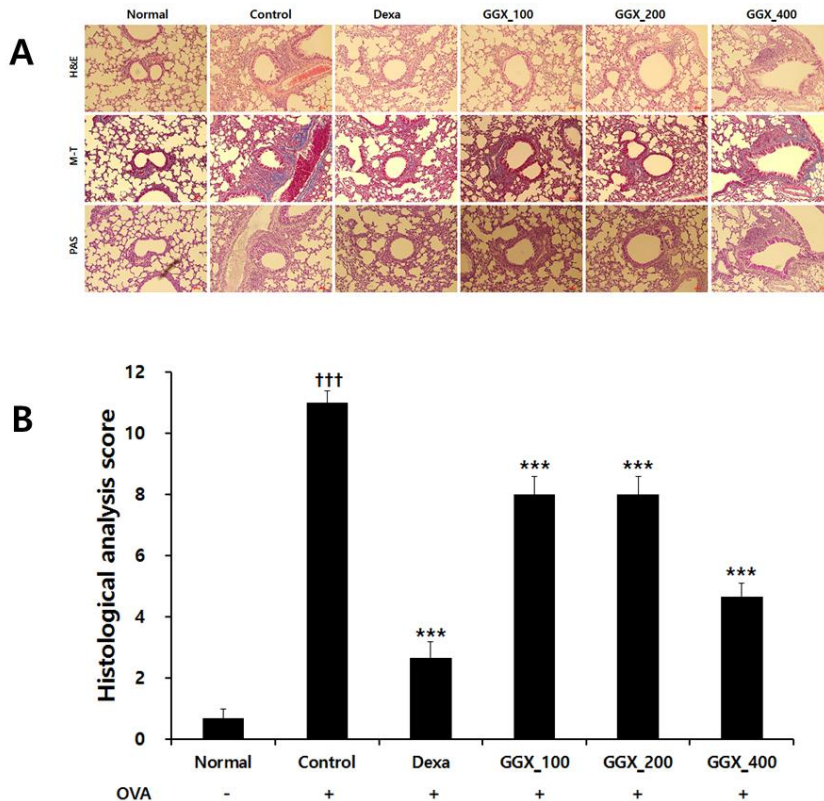 Normal Control Dexa GGX_100 GGX_200 GGX_400
A
H&E
M-T
PAS
B
Histological analysis score
12
10
8
6
4
2
0
†††
***
***
***
***
Normal Control Dexa GGX_100 GGX_200 GGX_400
OVA - + + + + +